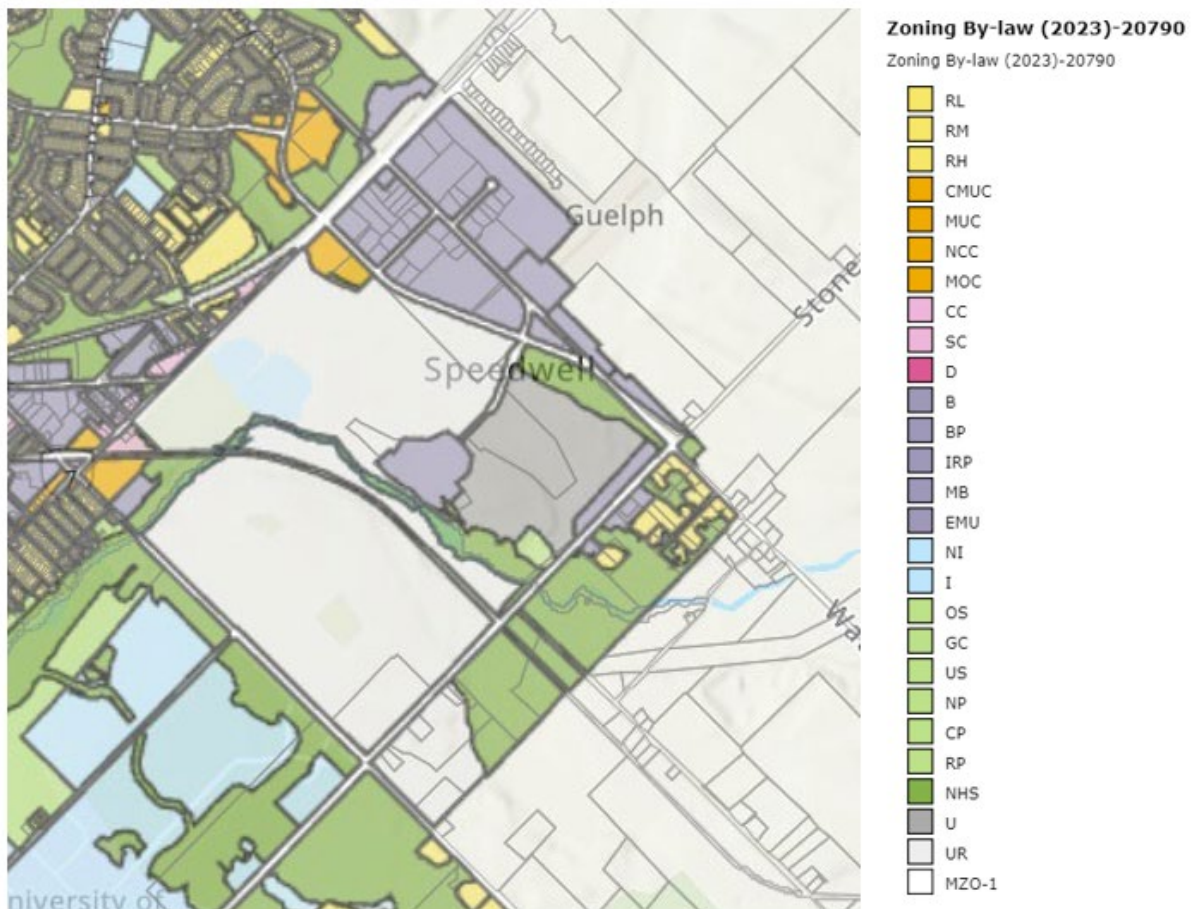 Zoning By-law (2023)-20790
Zoning By-law (2023)-20790
RL
RM
RH
CMUC
MUC
NCC
MOC
CC
SC
D
B
BP
IRP
MB
EMU
NI
I
OS
GC
US
NP
CP
RP
NHS
U
UR
MZO-1
Guelph
Stone
Speedwell
7
Wa
niversity of